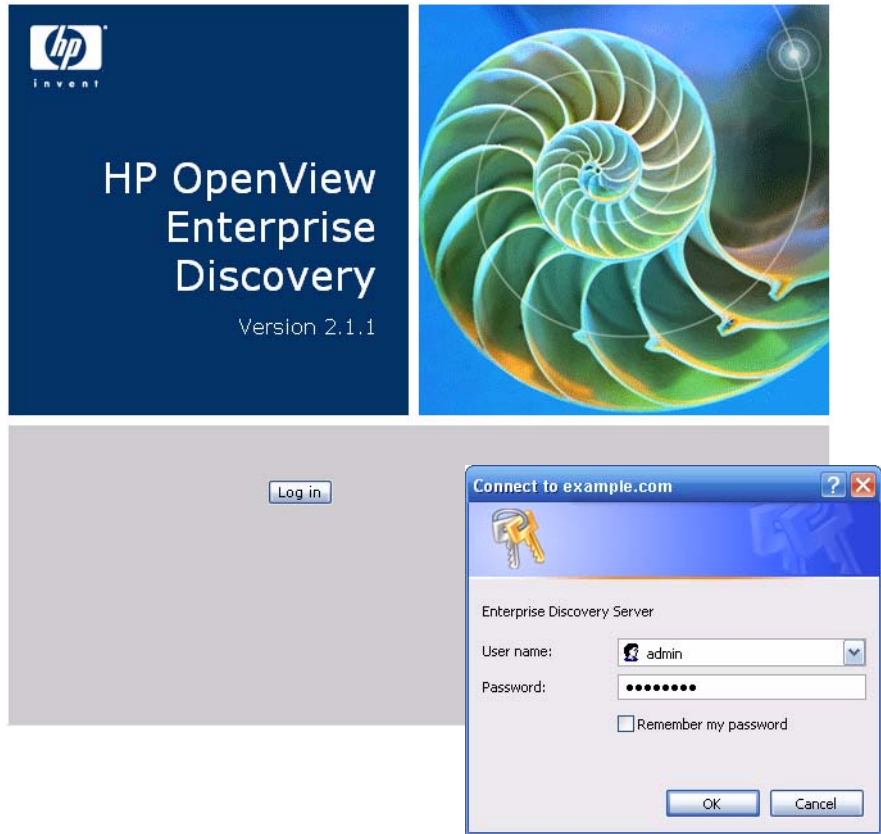 hp
invent
HP OpenView
Enterprise
Discovery
Version 2.1.1
Log in
Connect to example.com
Enterprise Discovery Server
User name:
admin
Password:
••••••••
Remember my password
OK
Cancel